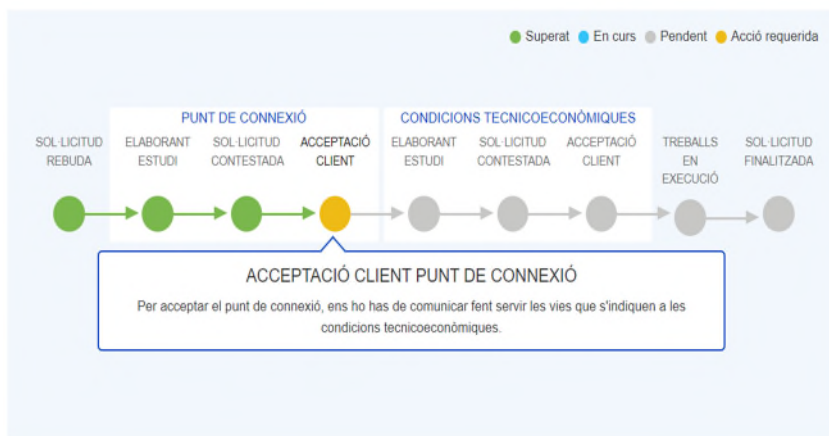 Superat En curs Pendent Acció requerida
PUNT DE CONNEXIÓ
CONDICIONS TECNICOECONÒMIQUES
SOL·LICITUD
REBUDA
ELABORANT
ESTUDI
SOL·LICITUD
CONTESTADA
ACCEPTACIÓ
CLIENT
ELABORANT
ESTUDI
SOL·LICITUD
CONTESTADA
ACCEPTACIÓ
CLIENT
TREBALLS
EN
EXECUCIÓ
SOL·LICITUD
FINALITZADA
ACCEPTACIÓ CLIENT PUNT DE CONNEXIÓ
Per acceptar el punt de connexió, ens ho has de comunicar fent servir les vies que s'indiquen a les
condicions tecnicoeconòmiques.